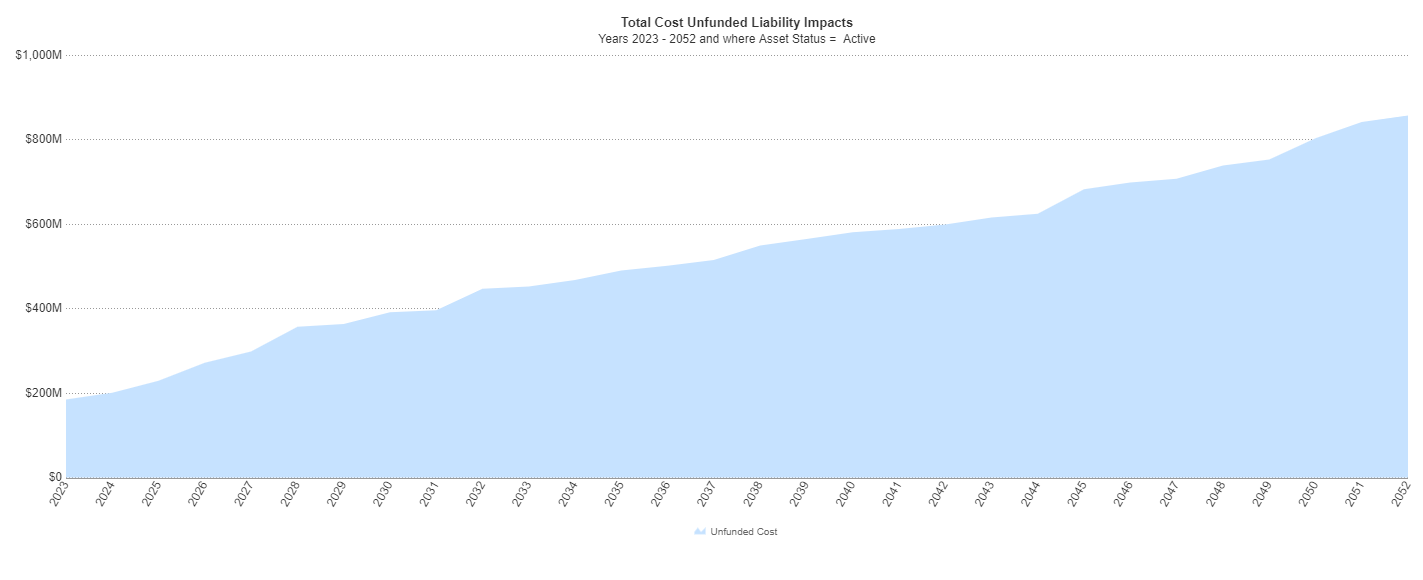 Total Cost Unfunded Liability Impacts
Years 2023 - 2052 and where Asset Status =  Active
$1,000M
$800M
$600M
$400M
$200M
$0
2023 2024 2025 2026 2027 2028 2029 2030 2031 2032 2033 2034 2035 2036 2037 2038 2039 2040 2041 2042 2043 2044 2045 2046 2047 2048 2049 2050 2051 2052
Unfunded Cost